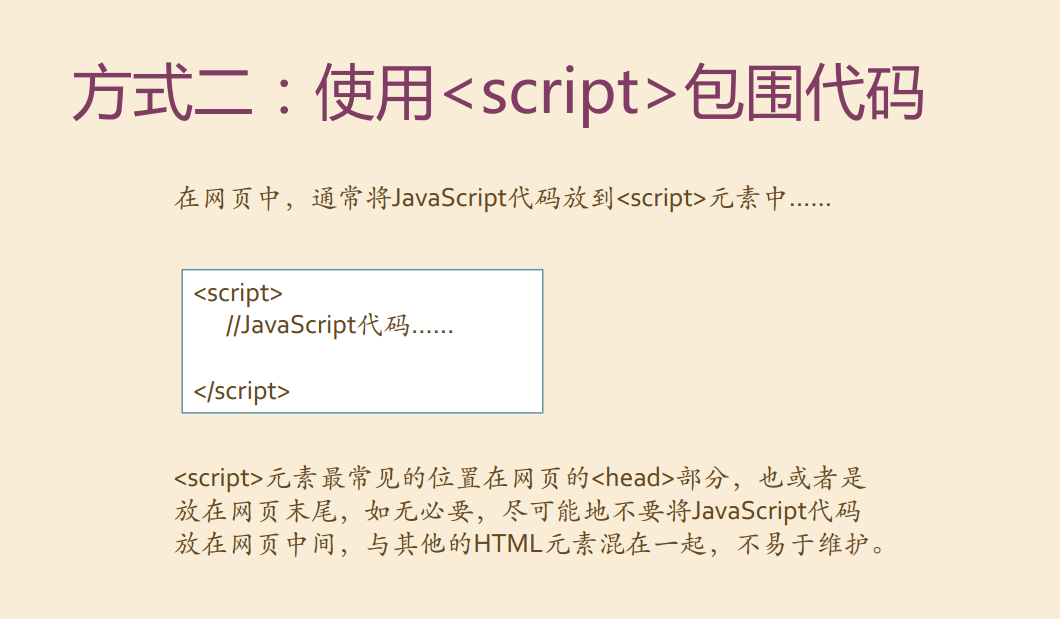 方式二：使用<script>包围代码
在网页中，通常将JavaScript代码放到<script>元素中……
<script>
//JavaScript代码……
</script>
<script>元素最常见的位置在网页的<head>部分，也或者是
放在网页末尾，如无必要，尽可能地不要将JavaScript代码
放在网页中间，与其他的HTML元素混在一起，不易于维护。